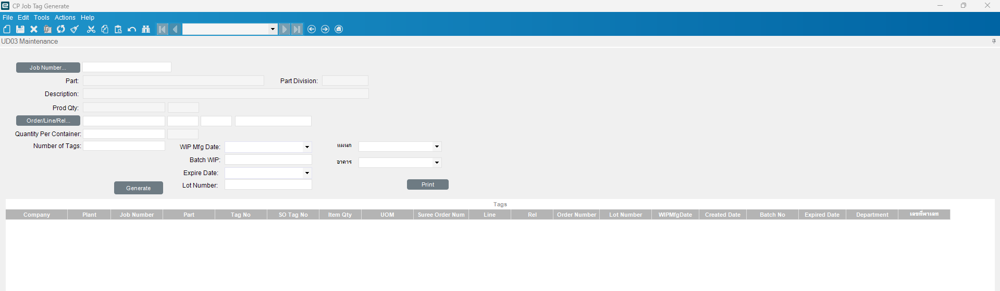 CP Job Tag Generate
File Edit Tools Actions Help
UD03 Maintenance
Job Number...
Part: Part Division:
Description:
Prod Qty:
Order/Line/Rel...
Quantity Per Container:
Number of Tags: WIP Mfg Date: แผนก
Batch WIP: อาคาร
Expire Date:
Lot Number: Print
Generate
Tags
Company Plant Job Number Part Tag No SO Tag No Item Qty UOM Suree Order Num Line Rel Order Number Lot Number WIPMfgDate Created Date Batch No Expired Date Department เลขที่พาเลท